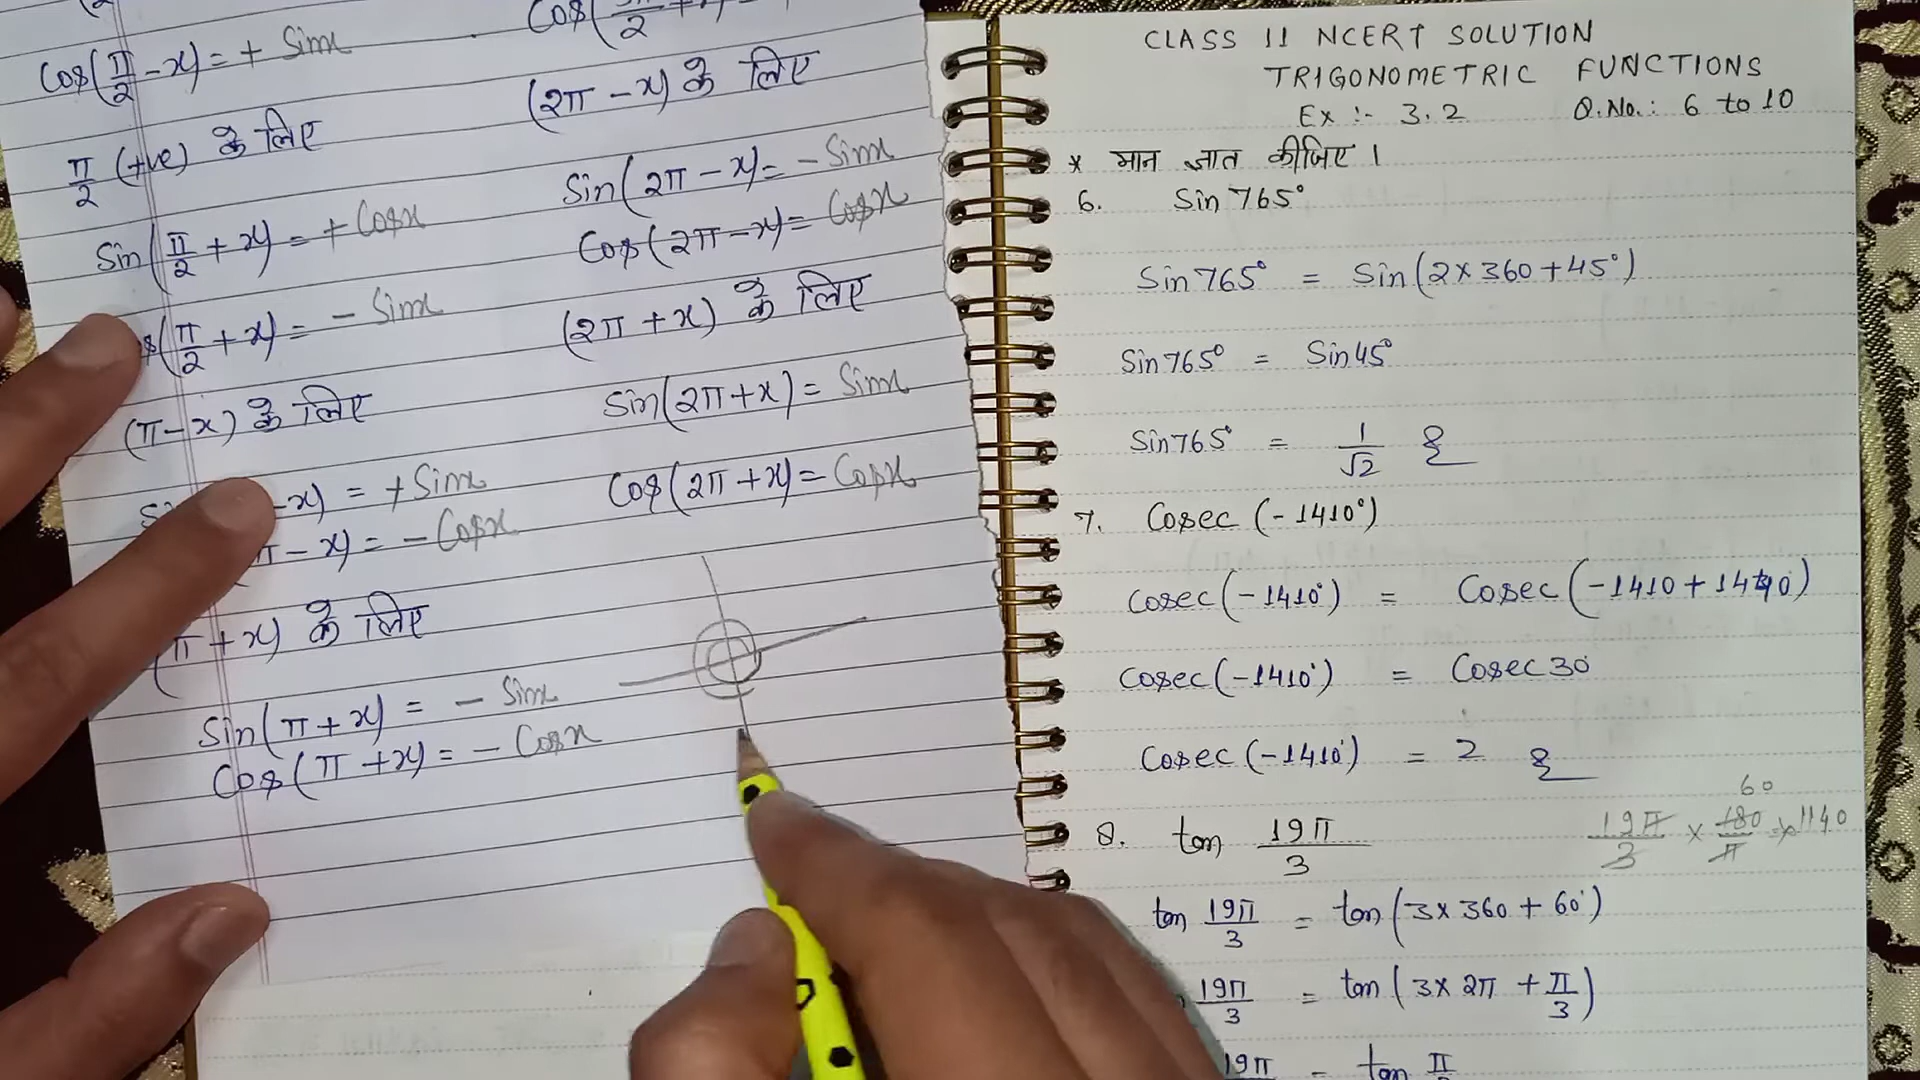 Cos(π/2 - x) = + Sinx
π/2 (+ve) के लिए
Sin(π/2 + x) = + Cosx
(π/2 + x) = - Sinx
(π - x) के लिए
- x) = + Sinx
π - x) = - Cosx
π + x) के लिए
Sin(π + x) = - Sinx
Cos(π + x) = - Cosx
(2π - x) के लिए
Sin(2π - x) = - Sinx
Cos(2π - x) = Cosx
(2π + x) के लिए
Sin(2π + x) = Sinx
Cos(2π + x) = Cosx
CLASS 11 NCERT SOLUTION
TRIGONOMETRIC FUNCTIONS
Ex :- 3.2 Q.No.: 6 to 10
* मान ज्ञात कीजिए ।
6. Sin 765°
Sin 765° = Sin(2 × 360 + 45°)
Sin 765° = Sin 45°
Sin 765° = 1/√2
7. Cosec (-1410°)
Cosec (-1410°) = Cosec (-1410 + 1440)
Cosec (-1410°) = Cosec 30
Cosec (-1410°) = 2
8. tan 19π/3 19π/3 × 180/π ⇒ 1140
60
tan 19π/3 = tan (3 × 360 + 60°)
19π/3 = tan (3 × 2π + π/3)
19π = tan π